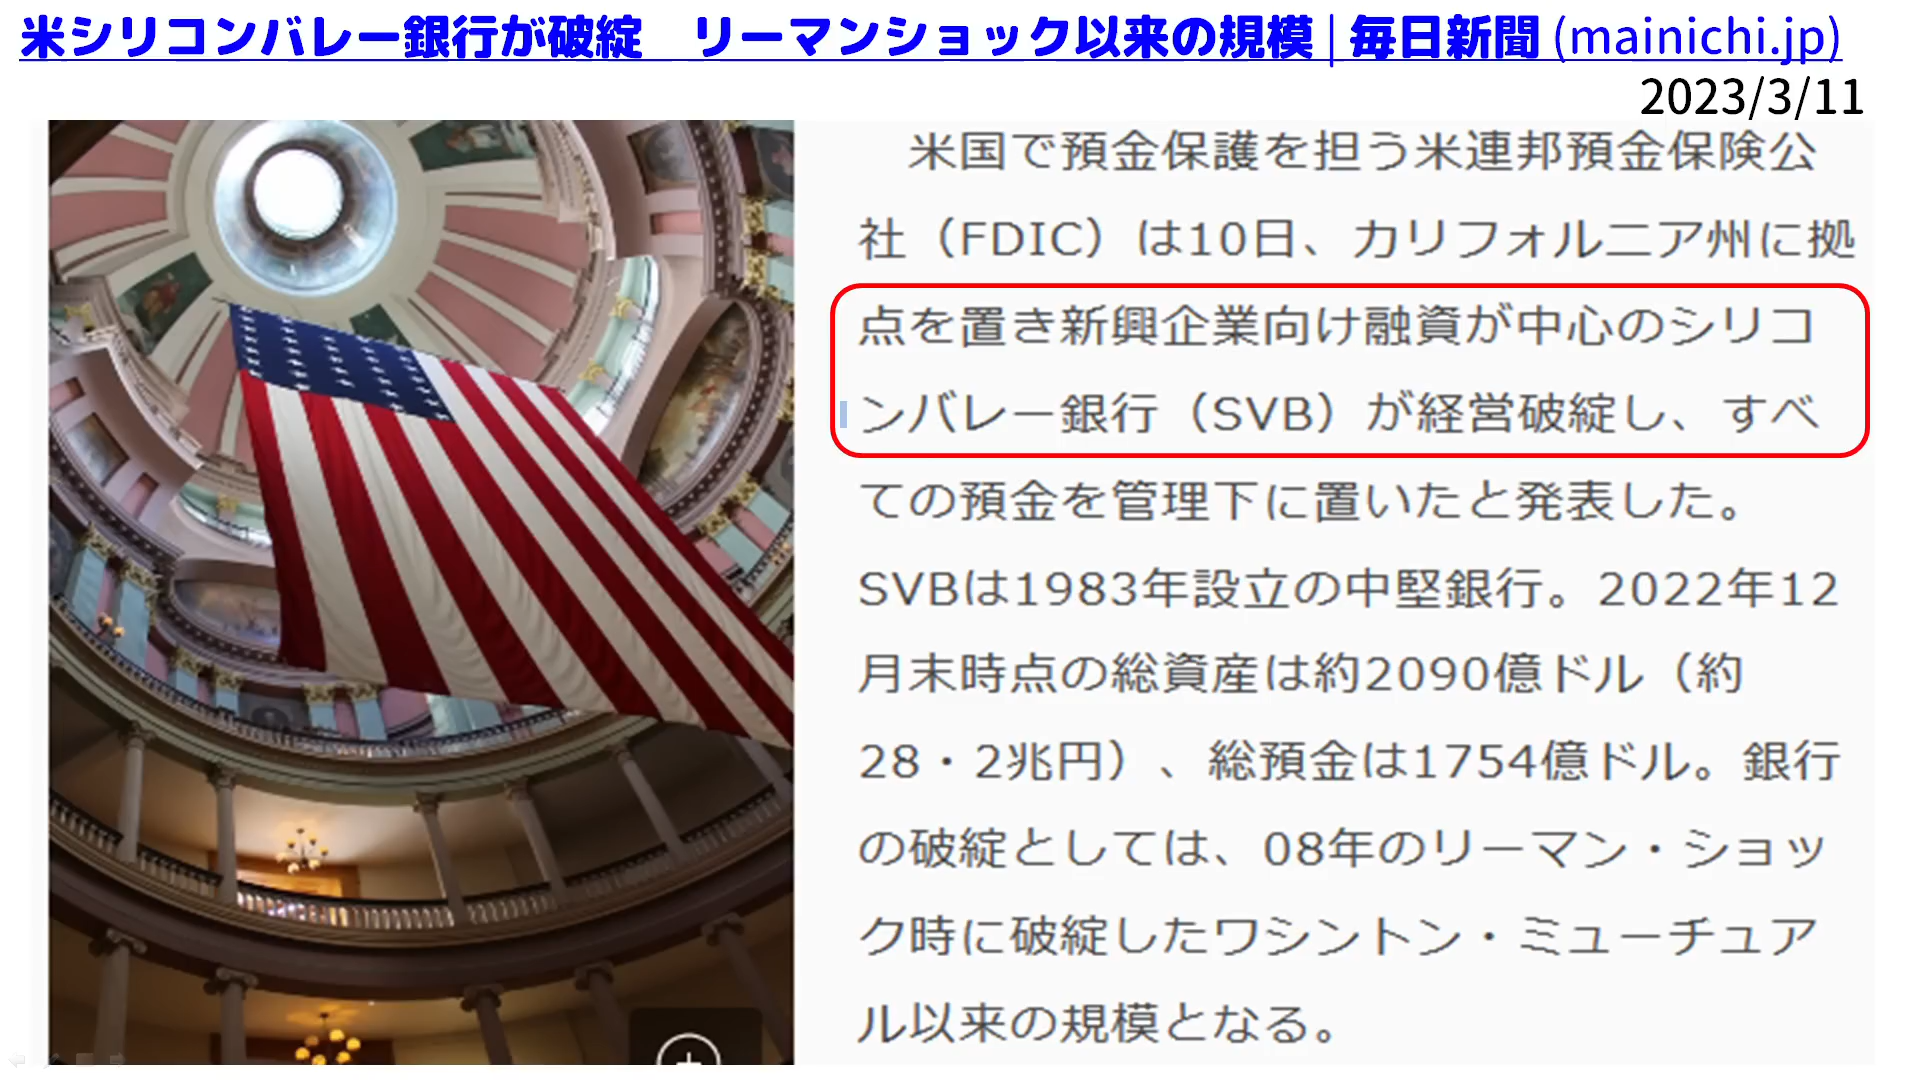 米シリコンバレー銀行が破綻　リーマンショック以来の規模 | 毎日新聞 (mainichi.jp)
2023/3/11
米国で預金保護を担う米連邦預金保険公
社（FDIC）は10日、カリフォルニア州に拠
点を置き新興企業向け融資が中心のシリコ
ンバレー銀行（SVB）が経営破綻し、すべ
ての預金を管理下に置いたと発表した。
SVBは1983年設立の中堅銀行。2022年12
月末時点の総資産は約2090億ドル（約
28・2兆円）、総預金は1754億ドル。銀行
の破綻としては、08年のリーマン・ショッ
ク時に破綻したワシントン・ミューチュア
ル以来の規模となる。